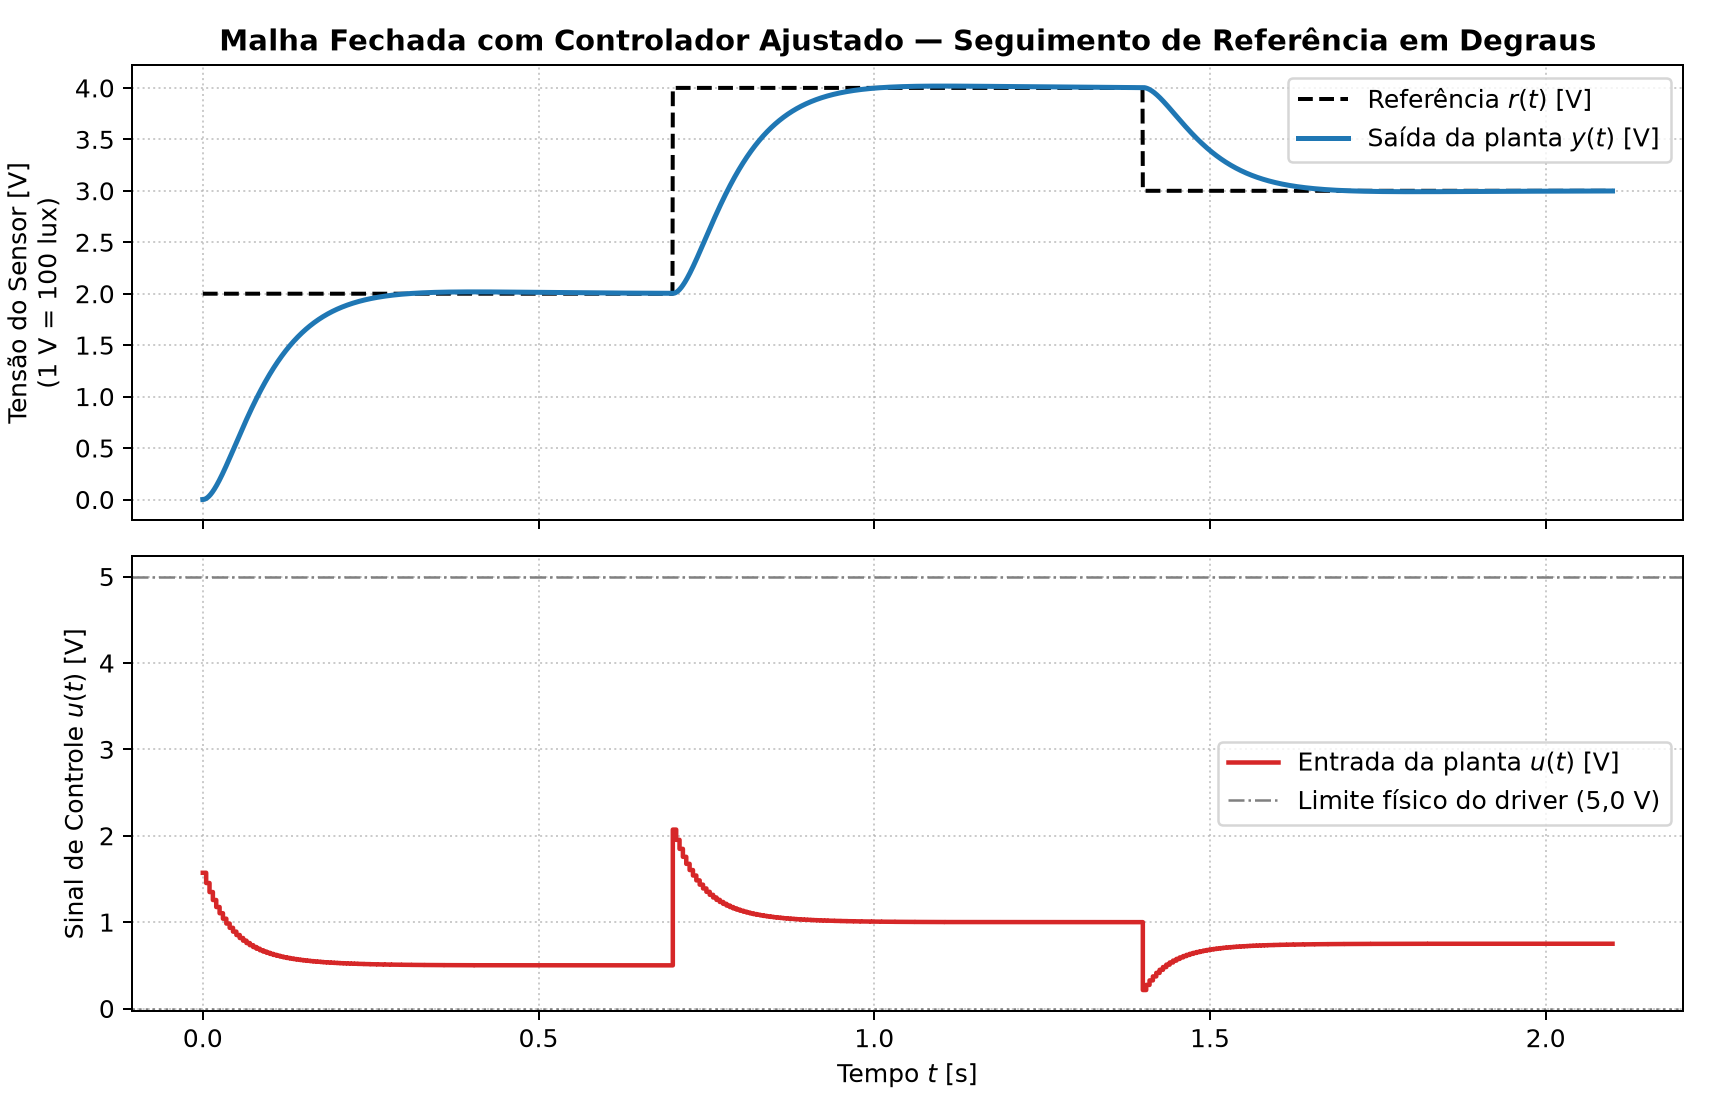 Malha Fechada com Controlador Ajustado — Seguimento de Referência em Degraus
Tensão do Sensor [V]
(1 V = 100 lux)
4.0
3.5
3.0
2.5
2.0
1.5
1.0
0.5
0.0
Referência r(t) [V]
Saída da planta y(t) [V]
Sinal de Controle u(t) [V]
5
4
3
2
1
0
Entrada da planta u(t) [V]
Limite físico do driver (5,0 V)
0.0 0.5 1.0 1.5 2.0
Tempo t [s]